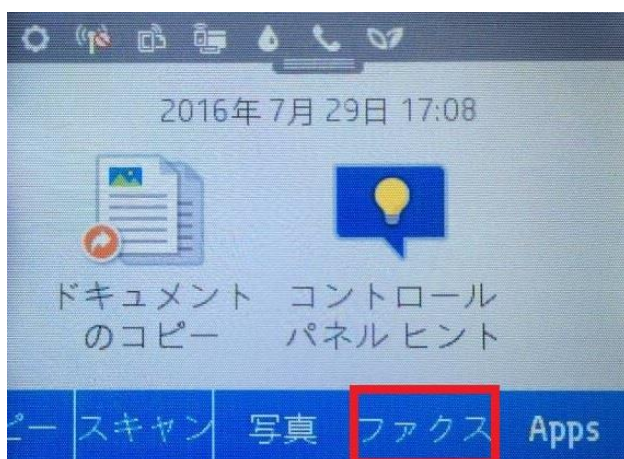 2016年 7月 29日 17:08
ドキュメント
のコピー
コントロール
パネル ヒント
ピー スキャン 写真 ファクス Apps